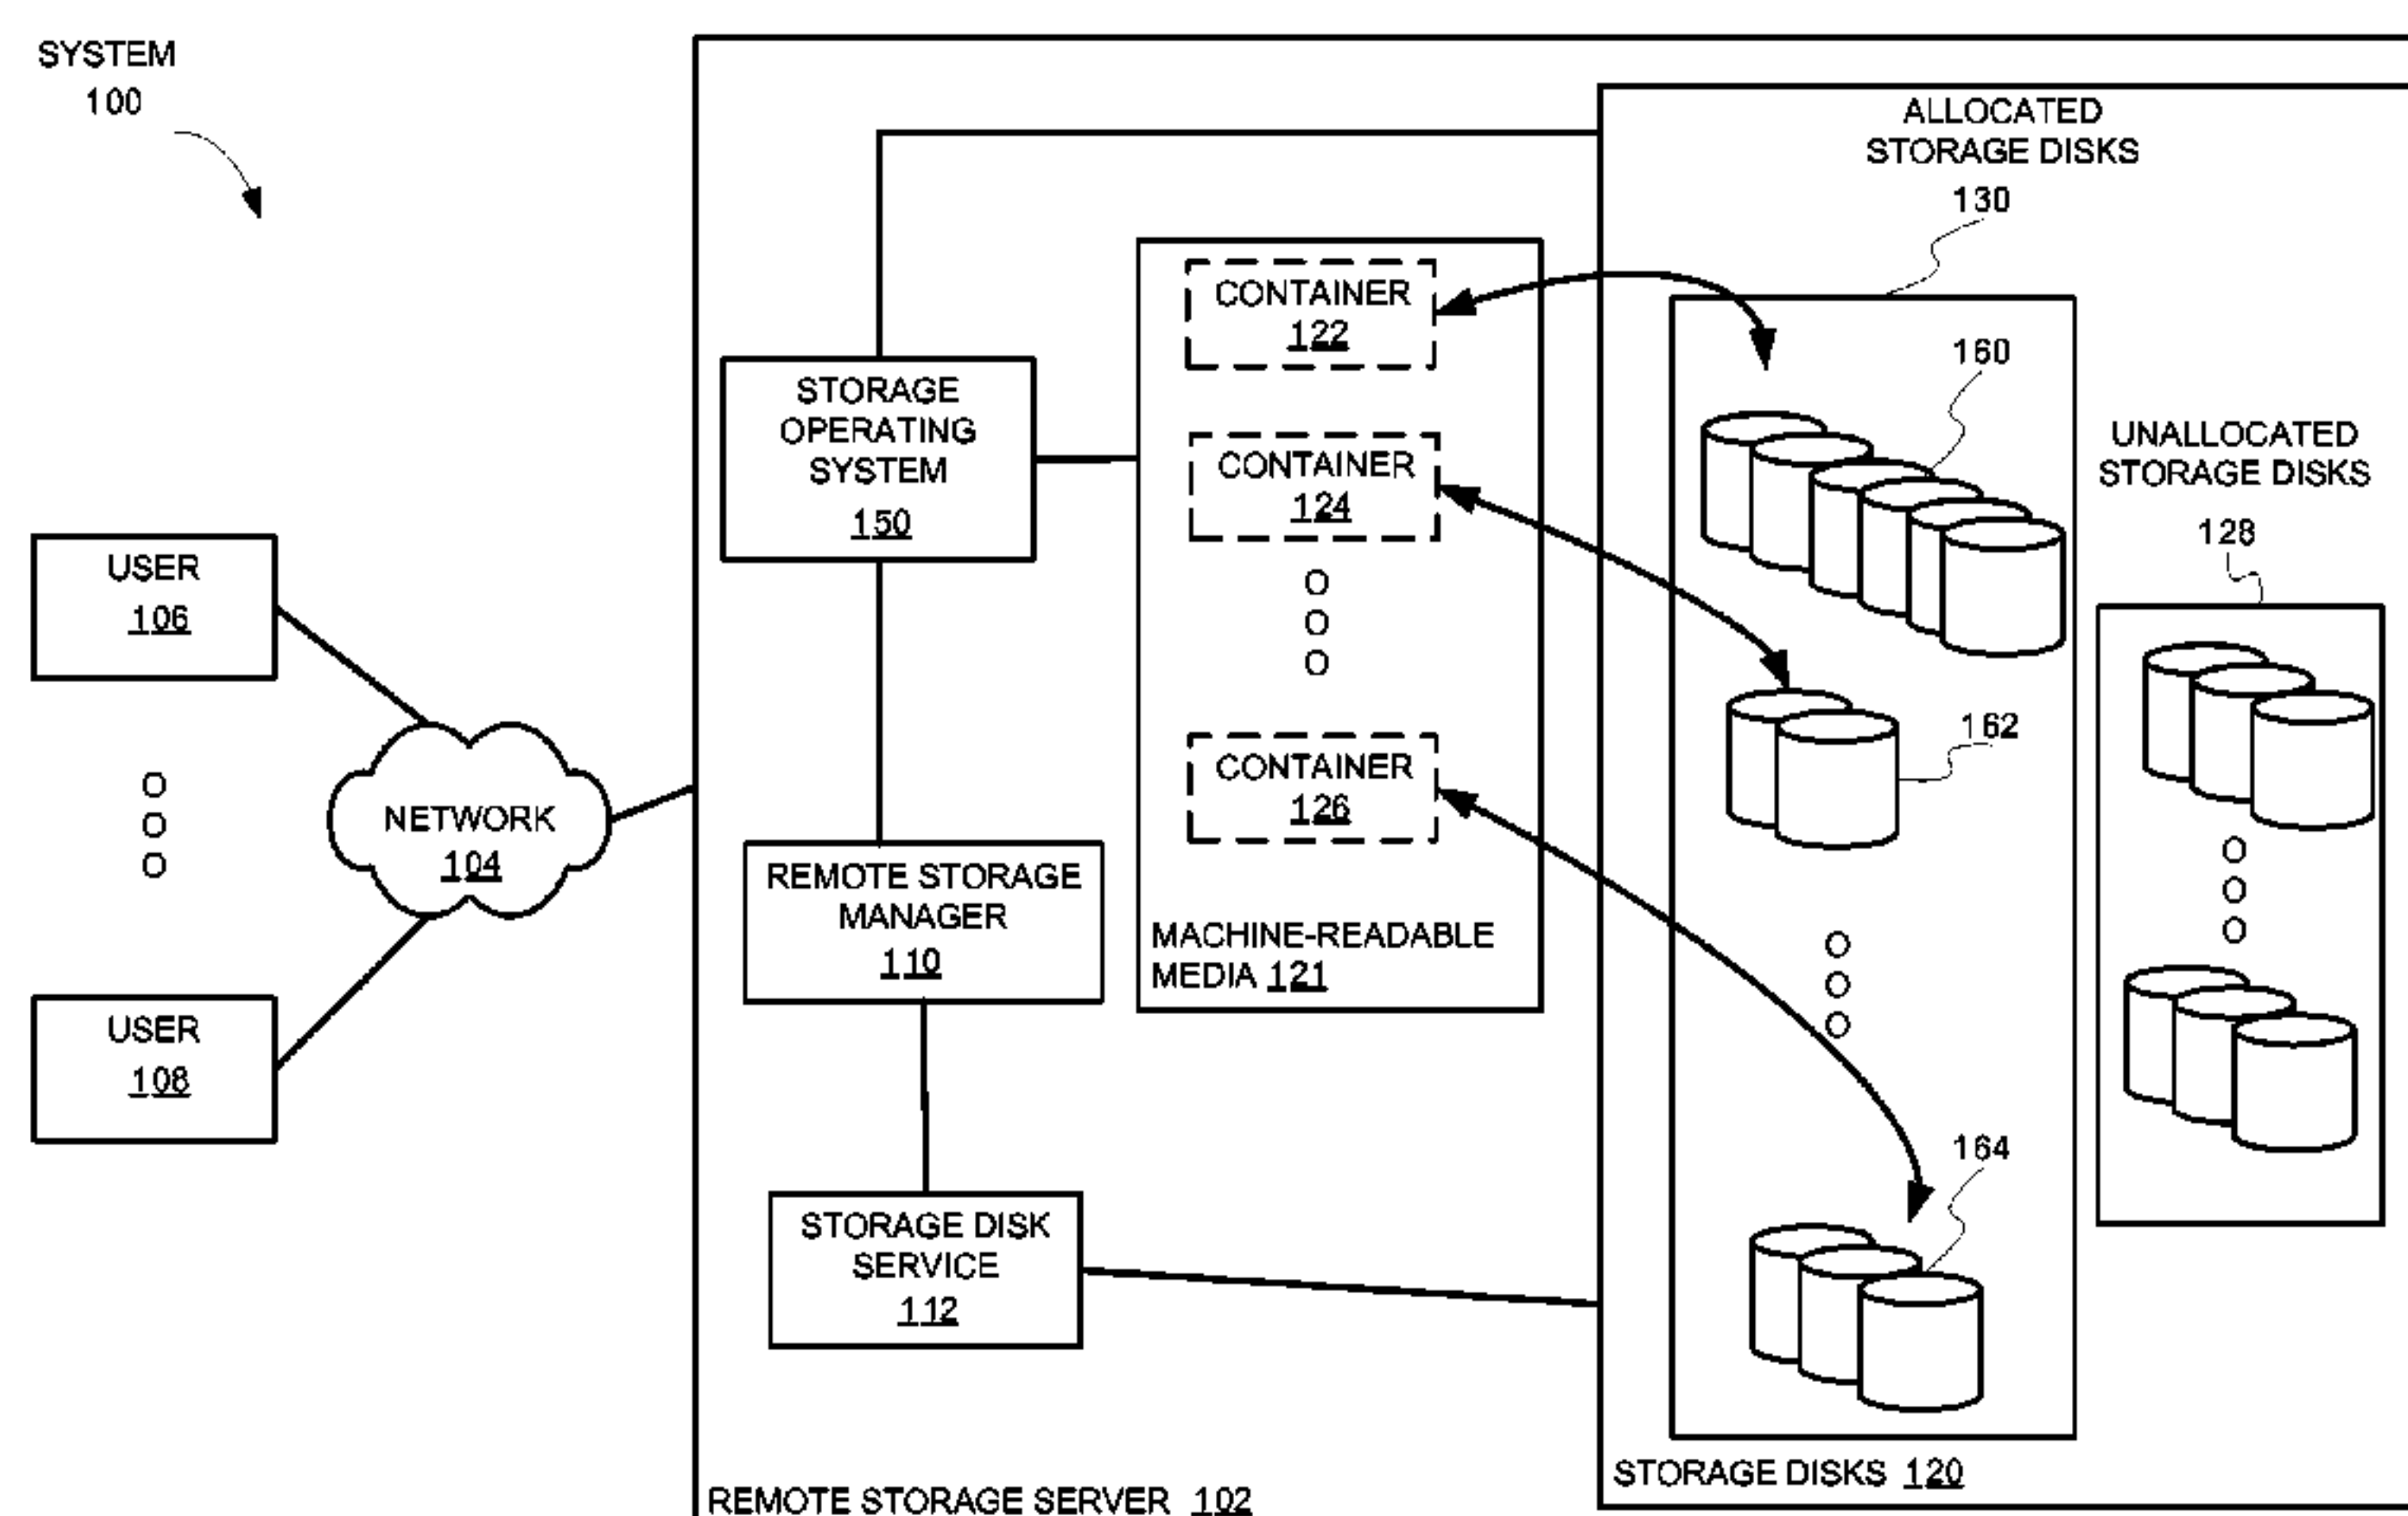 SYSTEM
100
USER
106
USER
108
NETWORK
104
STORAGE
OPERATING
SYSTEM
150
REMOTE STORAGE
MANAGER
110
STORAGE DISK
SERVICE
112
REMOTE STORAGE SERVER 102
CONTAINER
122
CONTAINER
124
CONTAINER
126
MACHINE-READABLE
MEDIA 121
ALLOCATED
STORAGE DISKS
130
160
162
164
UNALLOCATED
STORAGE DISKS
128
STORAGE DISKS 120